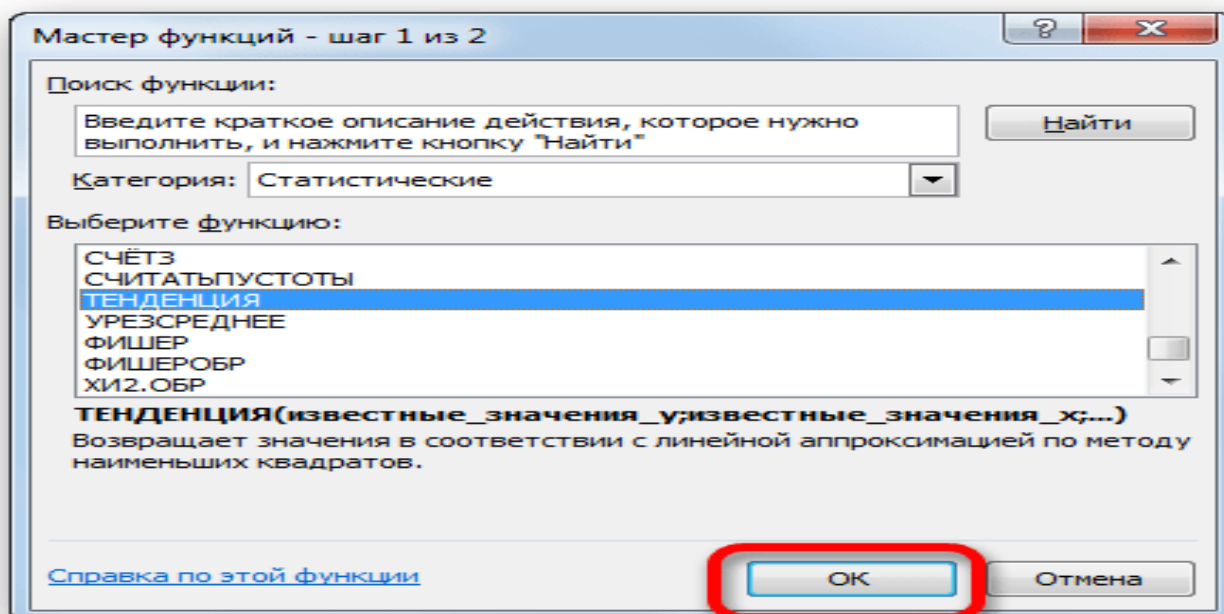 Мастер функций - шаг 1 из 2
?
Поиск функции:
Введите краткое описание действия, которое нужно
выполнить, и нажмите кнопку "Найти"
Найти
Категория: Статистические
Выберите функцию:
СЧЁТЗ
СЧИТАТЬПУСТОТЫ
ТЕНДЕНЦИЯ
УРЕЗСРЕДНЕЕ
ФИШЕР
ФИШЕРОБР
ХИ2.ОБР
ТЕНДЕНЦИЯ(известные_значения_y;известные_значения_x;...)
Возвращает значения в соответствии с линейной аппроксимацией по методу
наименьших квадратов.
Справка по этой функции
ОК
Отмена